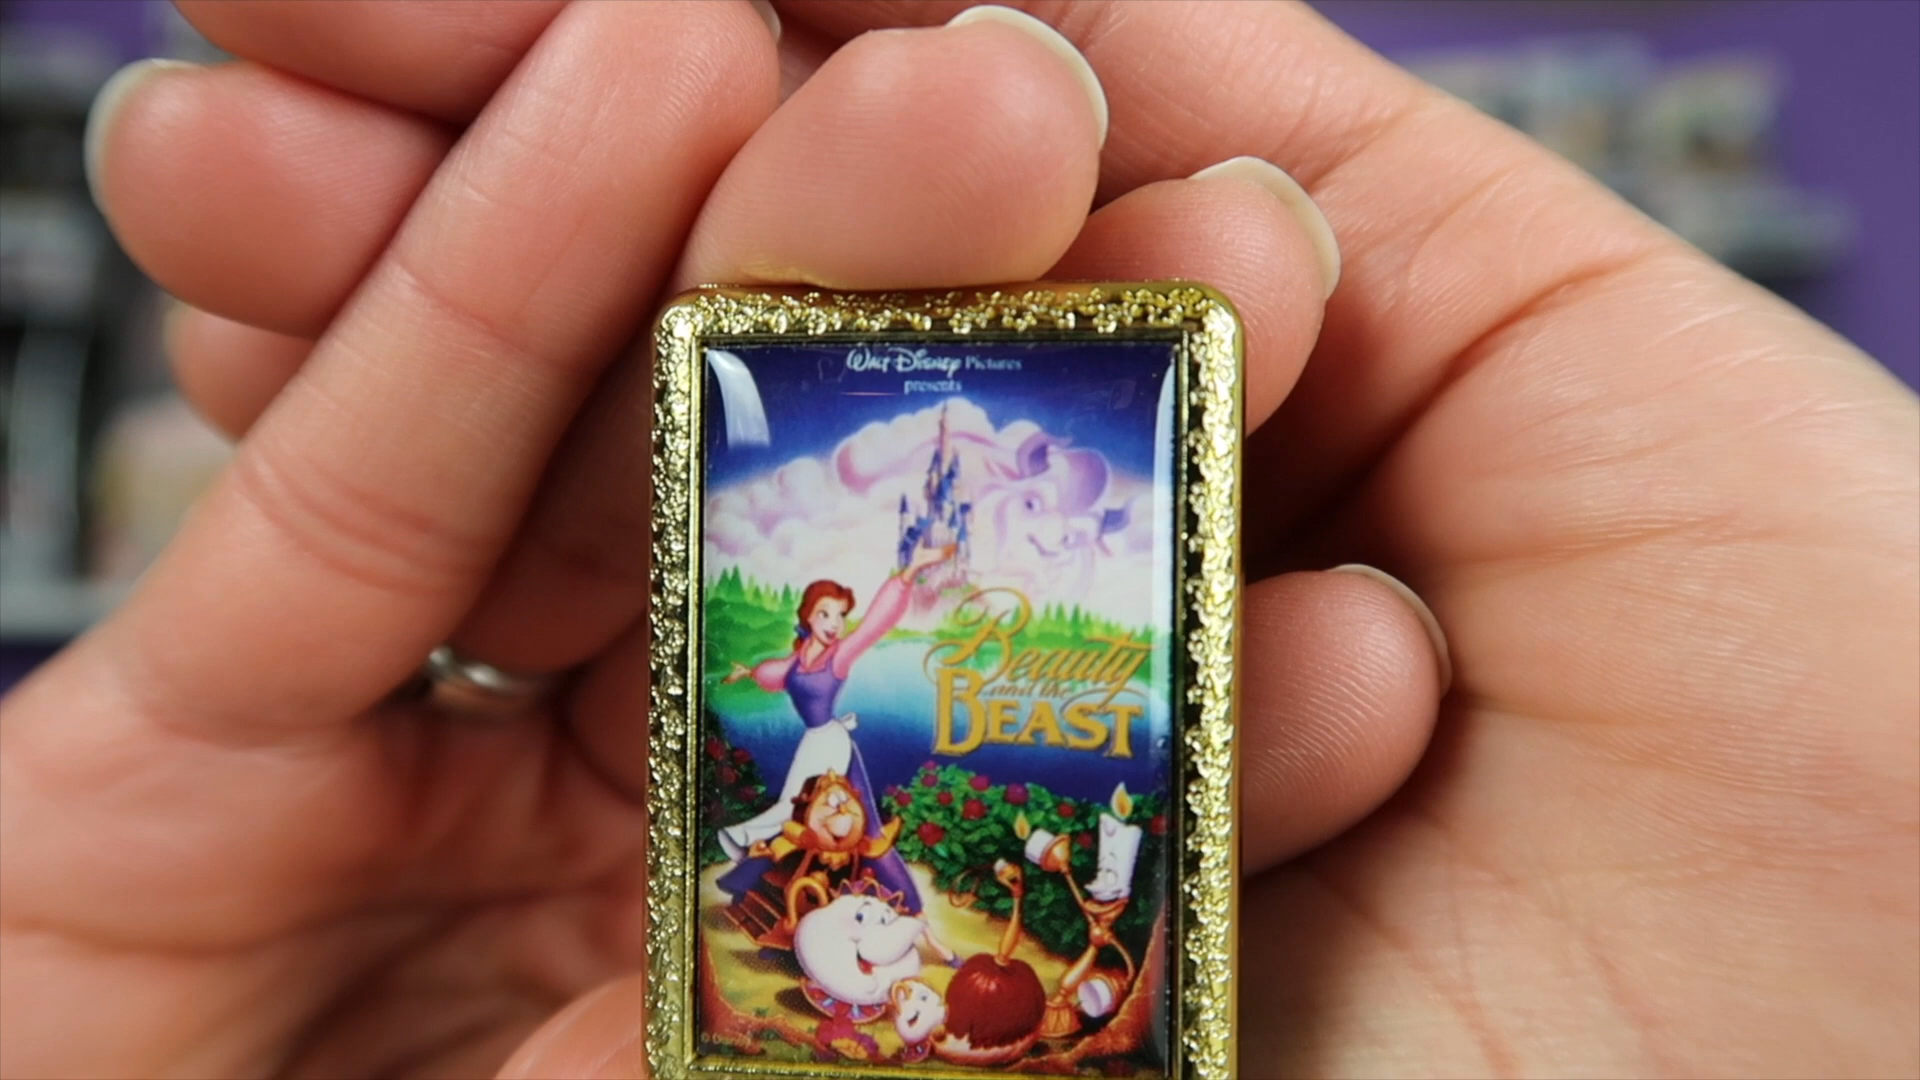 WALT DISNEY Pictures
presents
Beauty
and the
BEAST